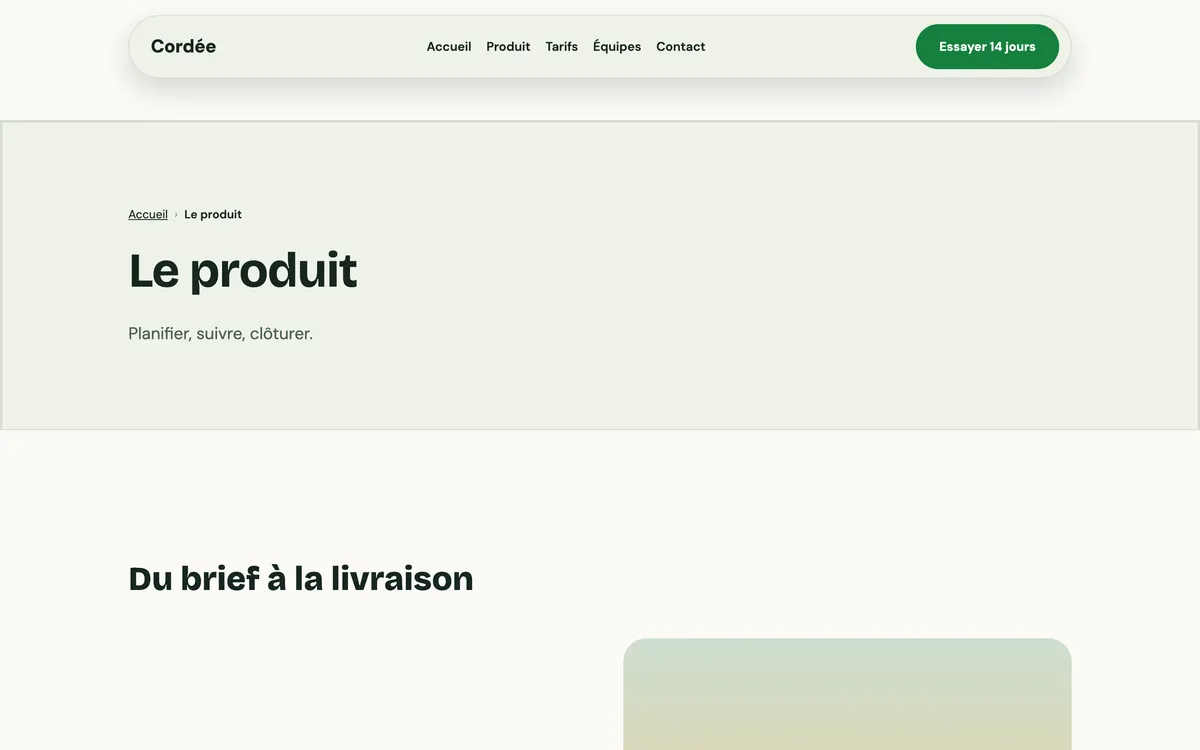 Cordée
Accueil Produit Tarifs Équipes Contact
Essayer 14 jours
Accueil › Le produit
Le produit
Planifier, suivre, clôturer.
Du brief à la livraison